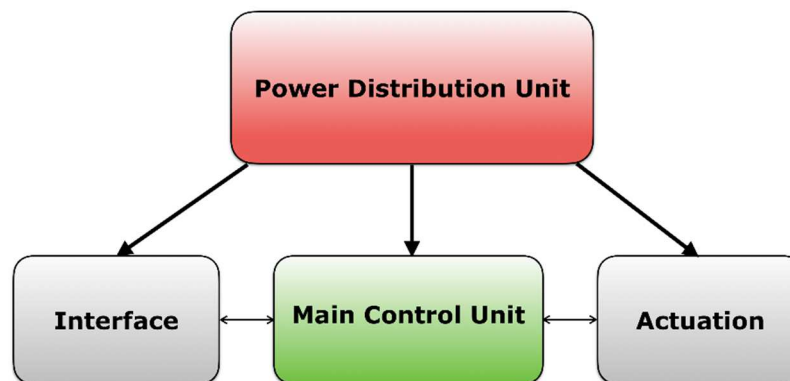 Power Distribution Unit
Interface
Main Control Unit
Actuation